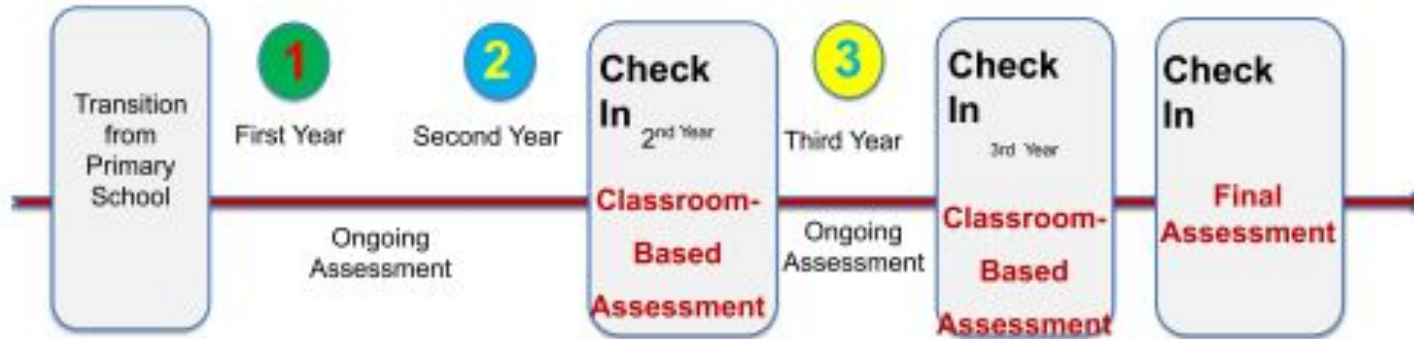 Transition
from
Primary
School
1
First Year
2
Second Year
Ongoing
Assessment
Check
In 2nd Year
Classroom-
Based
Assessment
3
Third Year
Ongoing
Assessment
Check
In
3rd Year
Classroom-
Based
Assessment
Check
In
Final
Assessment